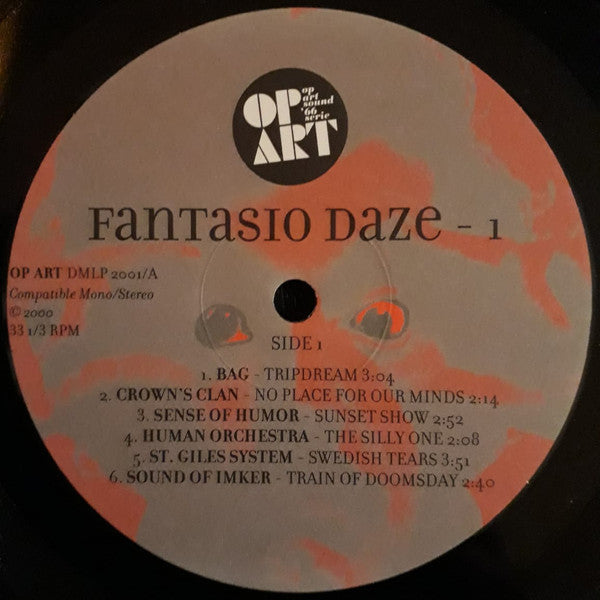 OP
ART
op
art
sound
'66
serie
Fantasio Daze - 1
OP ART DMLP 2001/A
Compatible Mono/Stereo
© 2000
33 1/3 RPM
SIDE 1
1. BAG - TRIPDREAM 3:04
2. CROWN'S CLAN - NO PLACE FOR OUR MINDS 2:14
3. SENSE OF HUMOR - SUNSET SHOW 2:52
4. HUMAN ORCHESTRA - THE SILLY ONE 2:08
5. ST. GILES SYSTEM - SWEDISH TEARS 3:51
6. SOUND OF IMKER - TRAIN OF DOOMSDAY 2:40